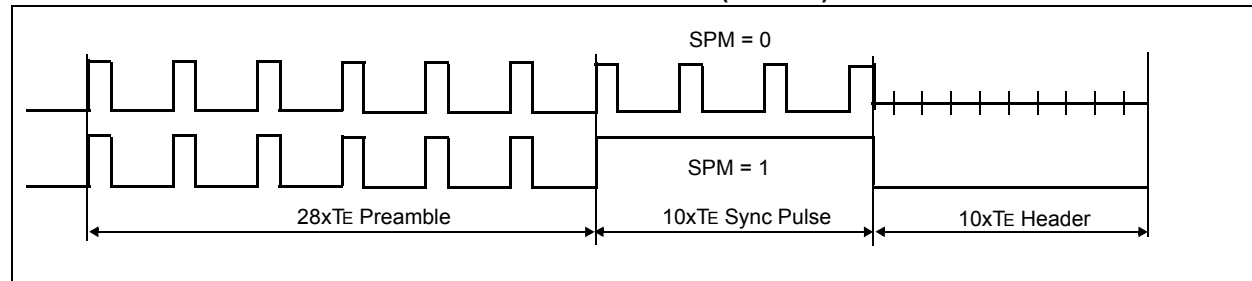 SPM = 0
SPM = 1
28xTE Preamble
10xTE Sync Pulse
10xTE Header